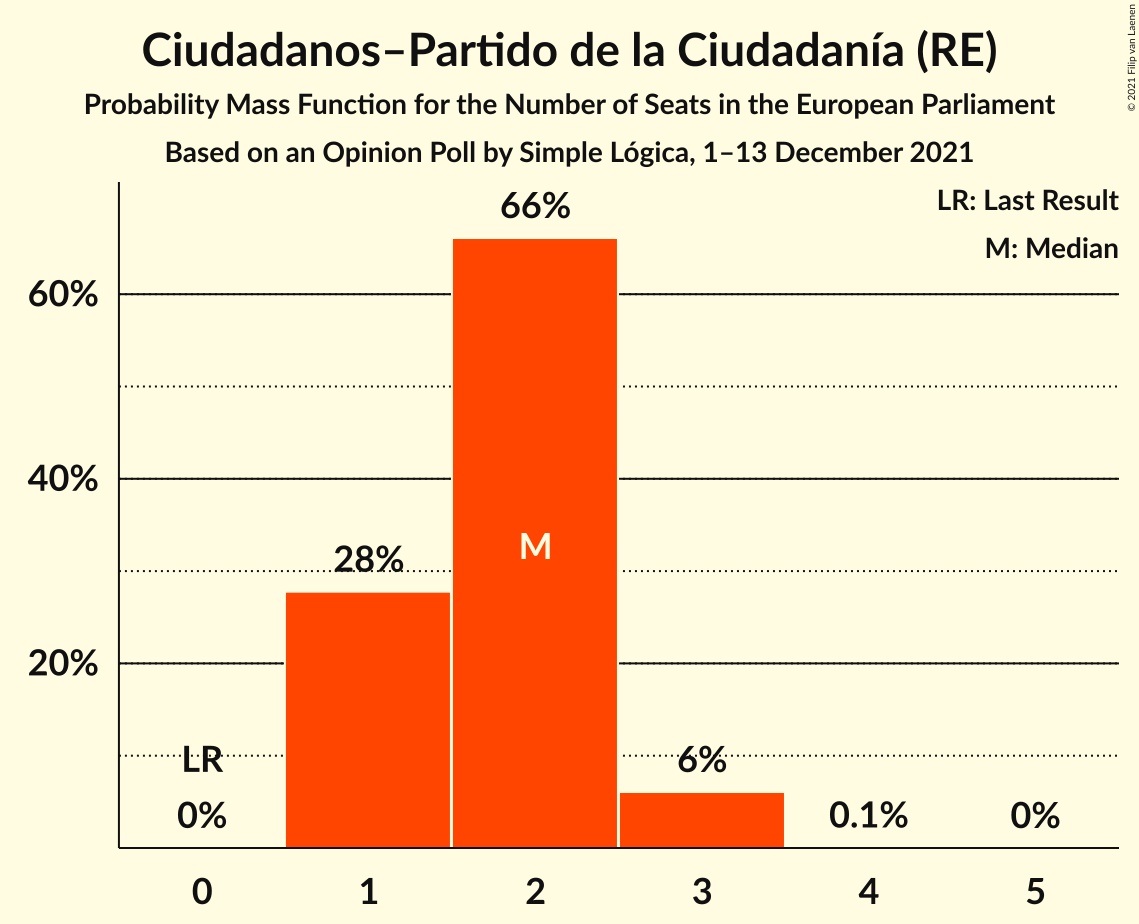 Ciudadanos–Partido de la Ciudadanía (RE)
Probability Mass Function for the Number of Seats in the European Parliament
Based on an Opinion Poll by Simple Lógica, 1–13 December 2021
© 2021 Filip van Laenen
LR: Last Result
M: Median
66%
60%
40%
28%
M
20%
LR
6%
0%
0.1%
0%
0 1 2 3 4 5